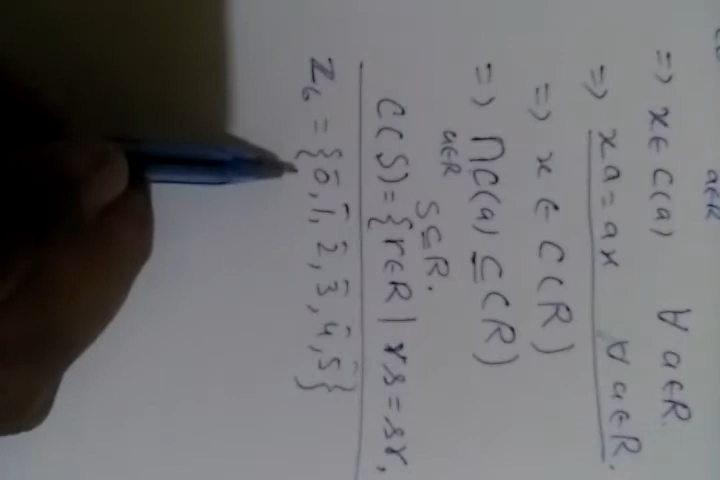 a∈R
=> x∈C(a) ∀ a∈R.
=> xa=ax ∀ a∈R.
=> x∈C(R)
=> ∩C(a) ⊆C(R)
a∈R
S⊆R.
C(S)={r∈R | rs=sr,
Z₆ = {0̄, 1̄, 2̄, 3̄, 4̄, 5̄}